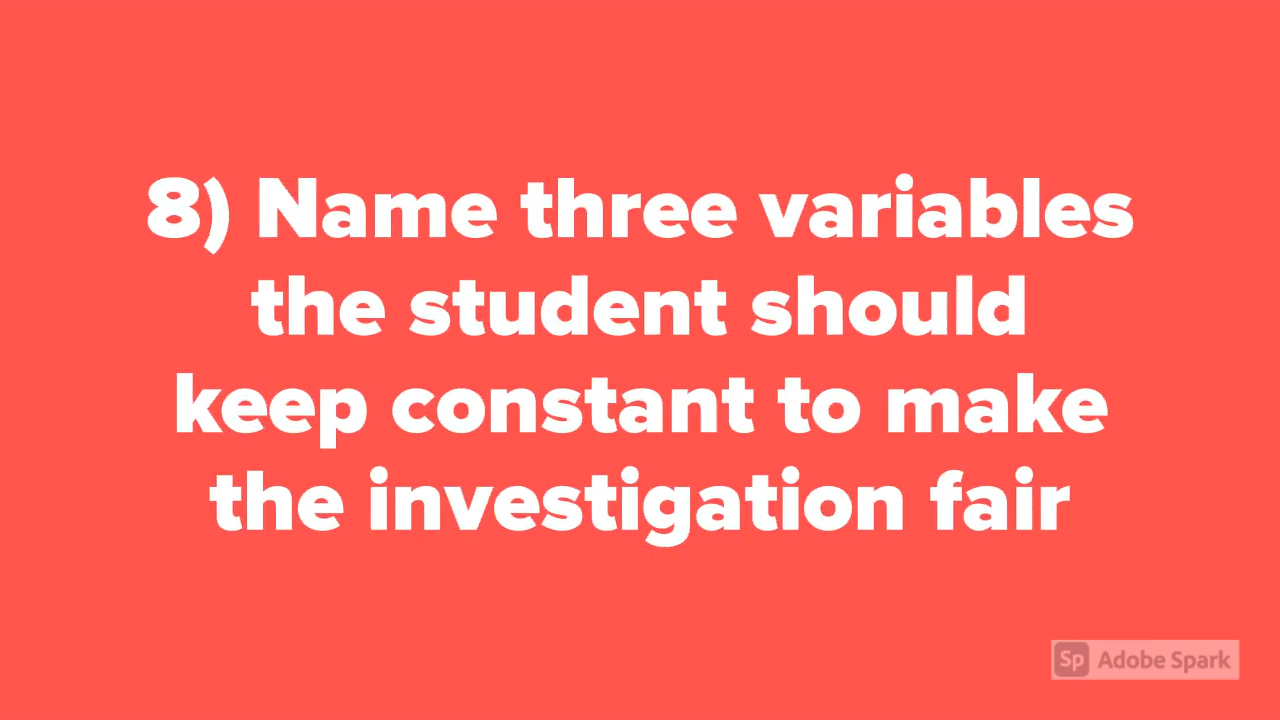 8) Name three variables
the student should
keep constant to make
the investigation fair
Sp Adobe Spark